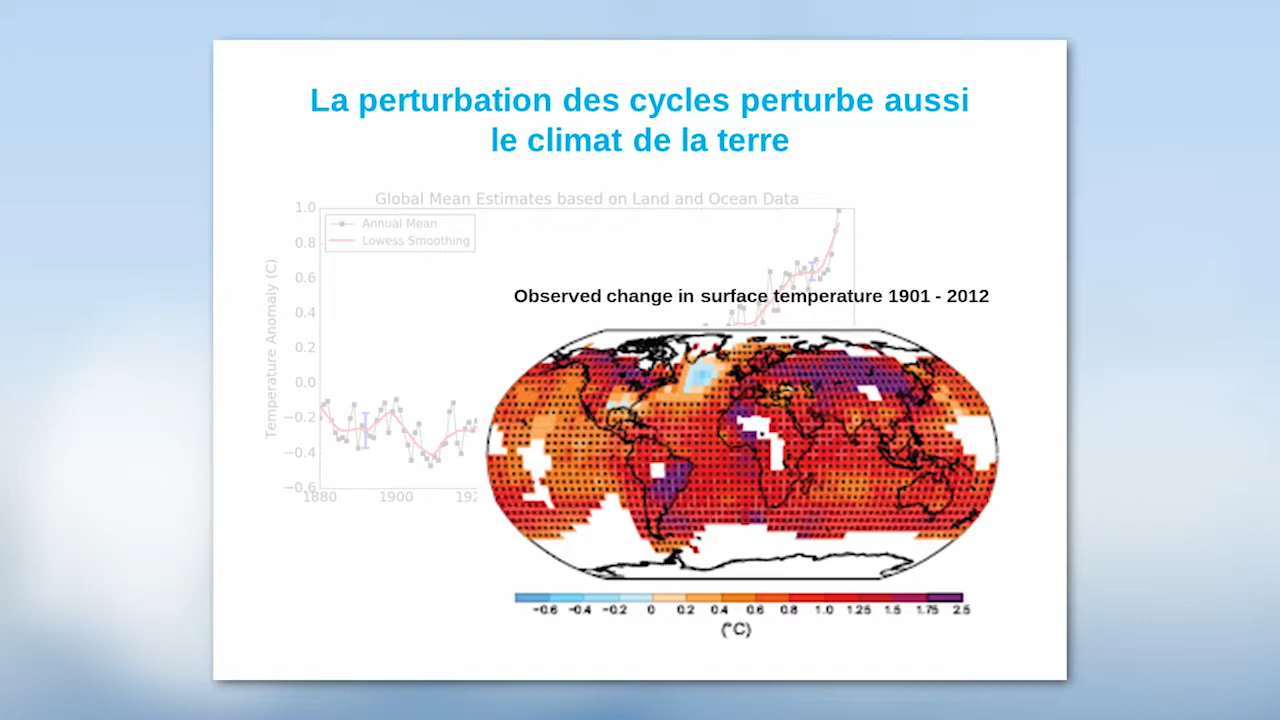 La perturbation des cycles perturbe aussi
le climat de la terre
Global Mean Estimates based on Land and Ocean Data
Annual Mean
Lowess Smoothing
Temperature Anomaly (C)
1.0
0.8
0.6
0.4
0.2
0.0
−0.2
−0.4
−0.6
1880 1900
Observed change in surface temperature 1901 - 2012
-0.6 -0.4 -0.2 0 0.2 0.4 0.6 0.8 1.0 1.25 1.5 1.75 2.5
(°C)